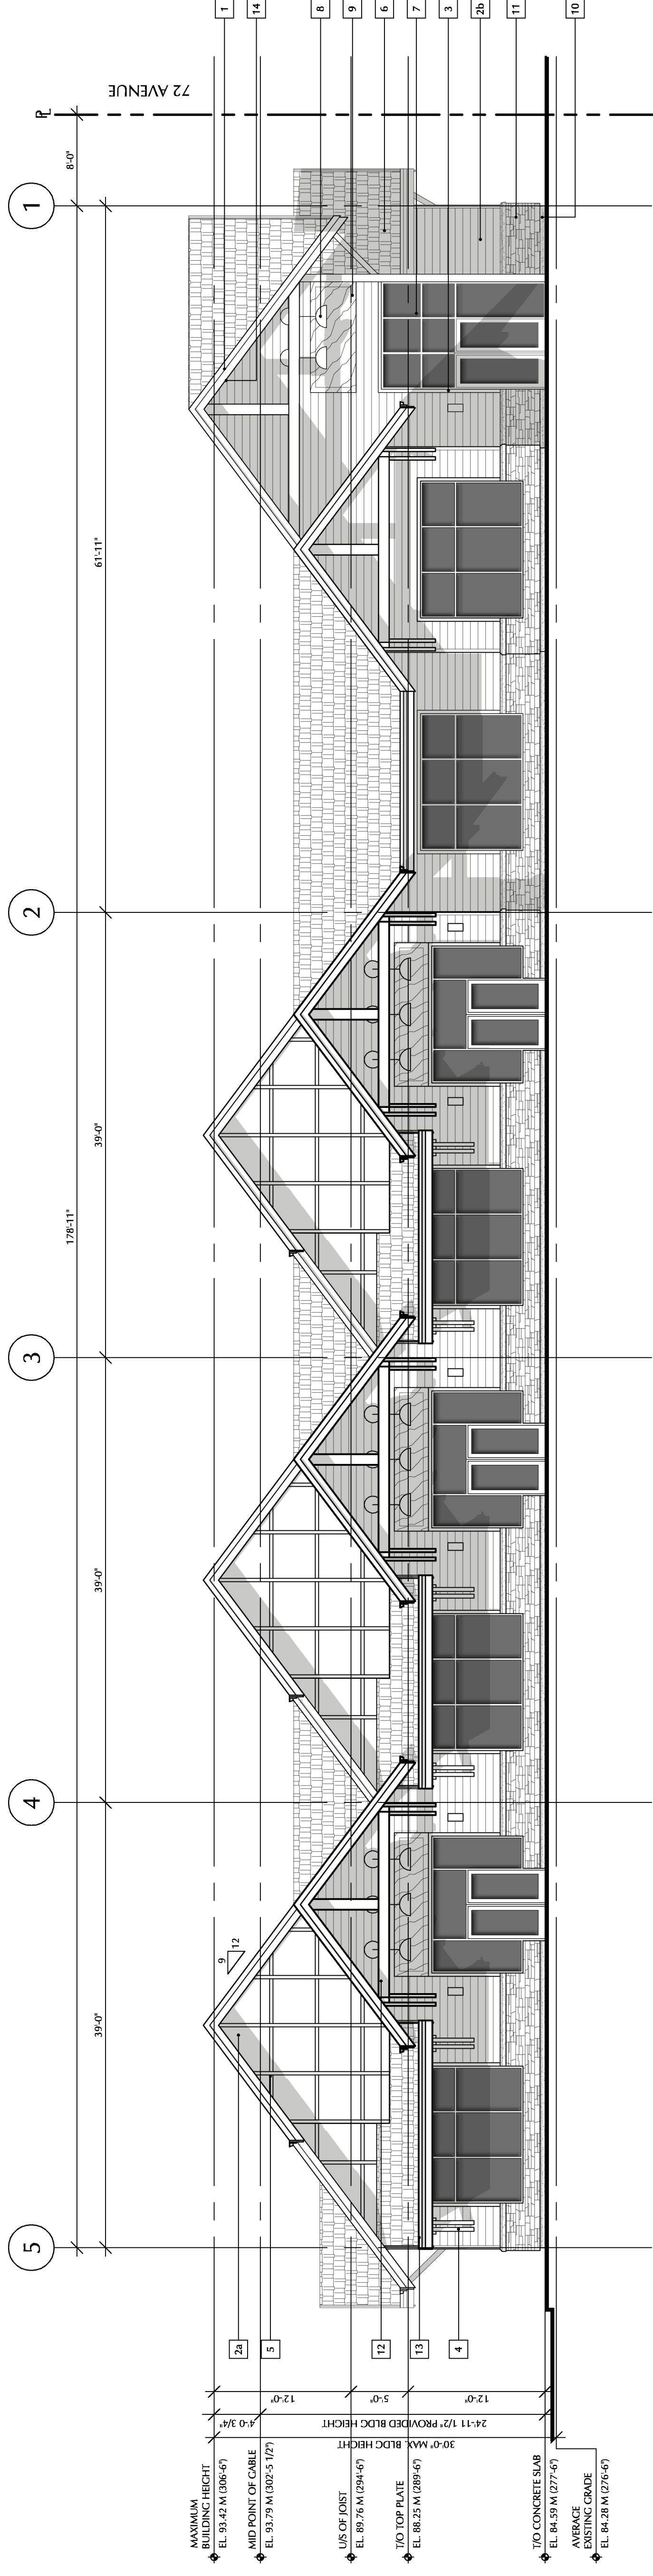 1
2
3
4
5
8'-0"
61'-11"
39'-0"
39'-0"
39'-0"
178'-11"
PL
72 AVENUE
1
14
8
9
6
7
3
2b
11
10
9
12
2a
5
12
13
4
12'-0"
5'-0"
12'-0"
4'-0 3/4"
24'-11 1/2" PROVIDED BLDG HEIGHT
30'-0" MAX. BLDG HEIGHT
MAXIMUM
BUILDING HEIGHT
EL. 93.42 M (306'-6")
MID POINT OF GABLE
EL. 93.79 M (302'-5 1/2")
U/S OF JOIST
EL. 89.76 M (294'-6")
T/O TOP PLATE
EL. 88.25 M (289'-6")
T/O CONCRETE SLAB
EL. 84.59 M (277'-6")
AVERAGE
EXISTING GRADE
EL. 84.28 M (276'-6")